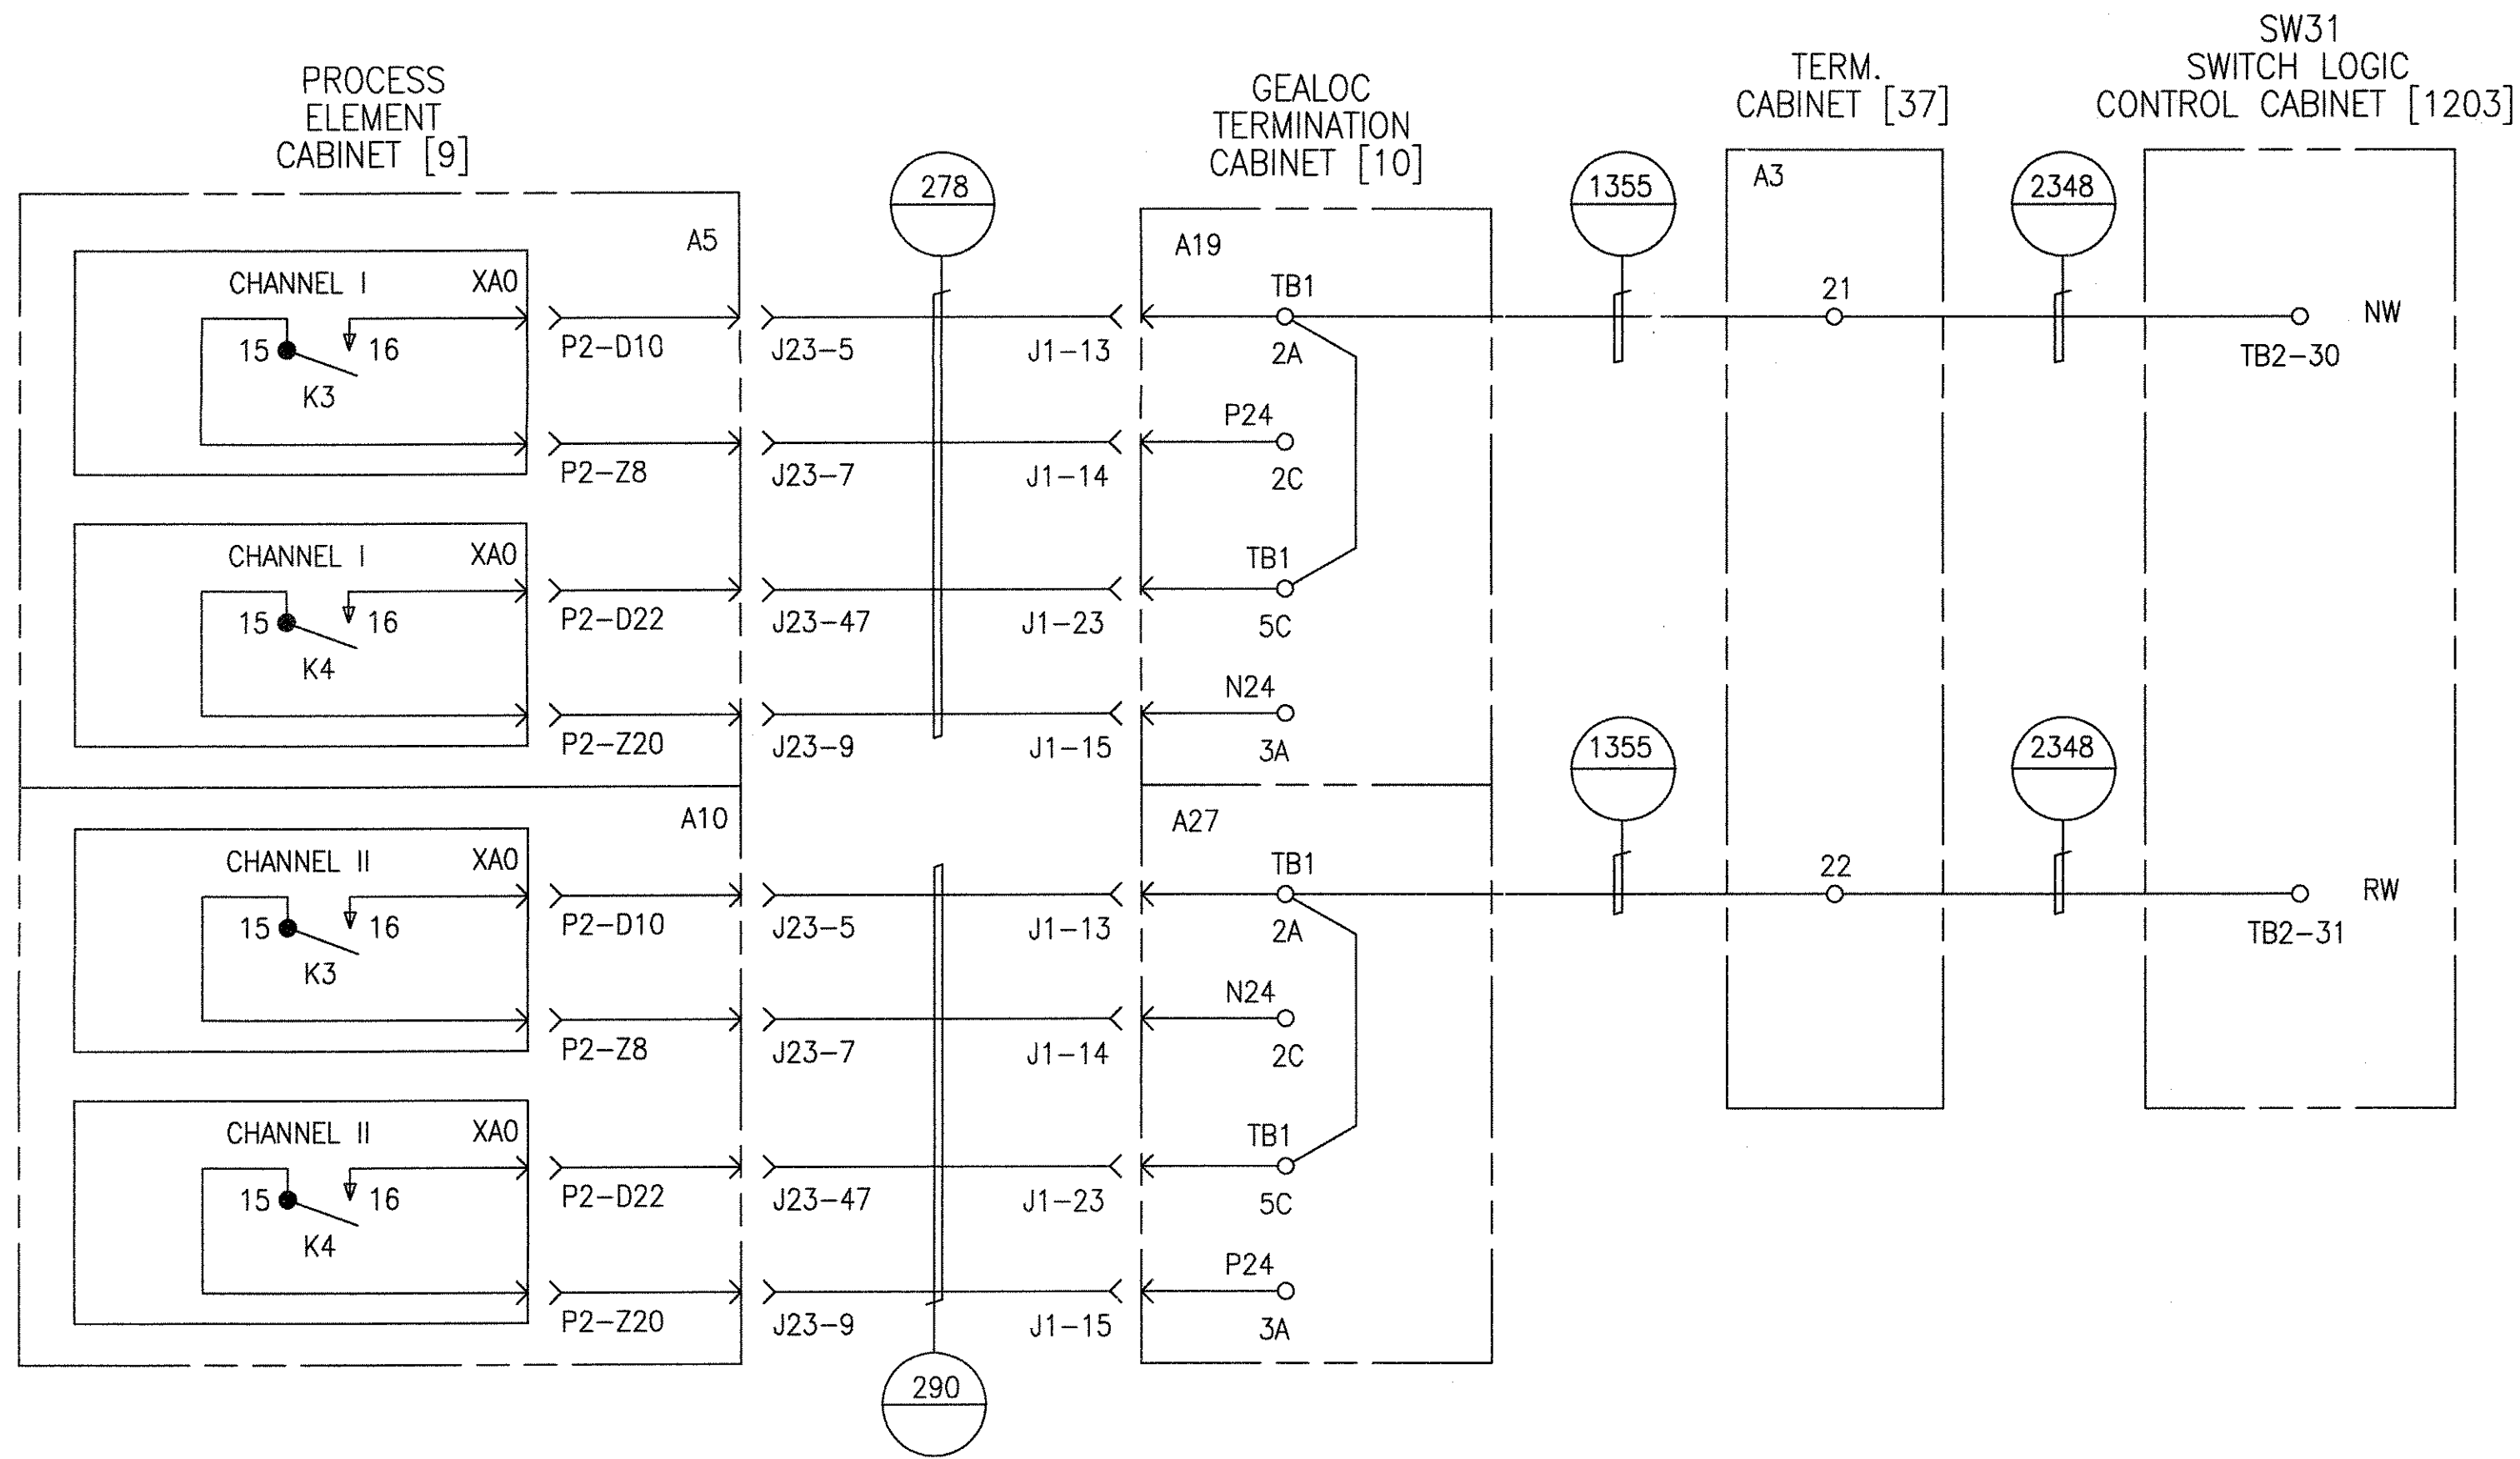 PROCESS
ELEMENT
CABINET [9]
GEALOC
TERMINATION
CABINET [10]
TERM.
CABINET [37]
SW31
SWITCH LOGIC
CONTROL CABINET [1203]
278
1355
2348
A5
A19
A3
CHANNEL I
XA0
15
16
K3
P2-D10
J23-5
J1-13
TB1
2A
21
NW
TB2-30
P2-Z8
J23-7
J1-14
P24
2C
CHANNEL I
XA0
15
16
K4
P2-D22
J23-47
J1-23
TB1
5C
P2-Z20
J23-9
J1-15
N24
3A
1355
2348
A10
A27
CHANNEL II
XA0
15
16
K3
P2-D10
J23-5
J1-13
TB1
2A
22
RW
TB2-31
P2-Z8
J23-7
J1-14
N24
2C
CHANNEL II
XA0
15
16
K4
P2-D22
J23-47
J1-23
TB1
5C
P2-Z20
J23-9
J1-15
P24
3A
290